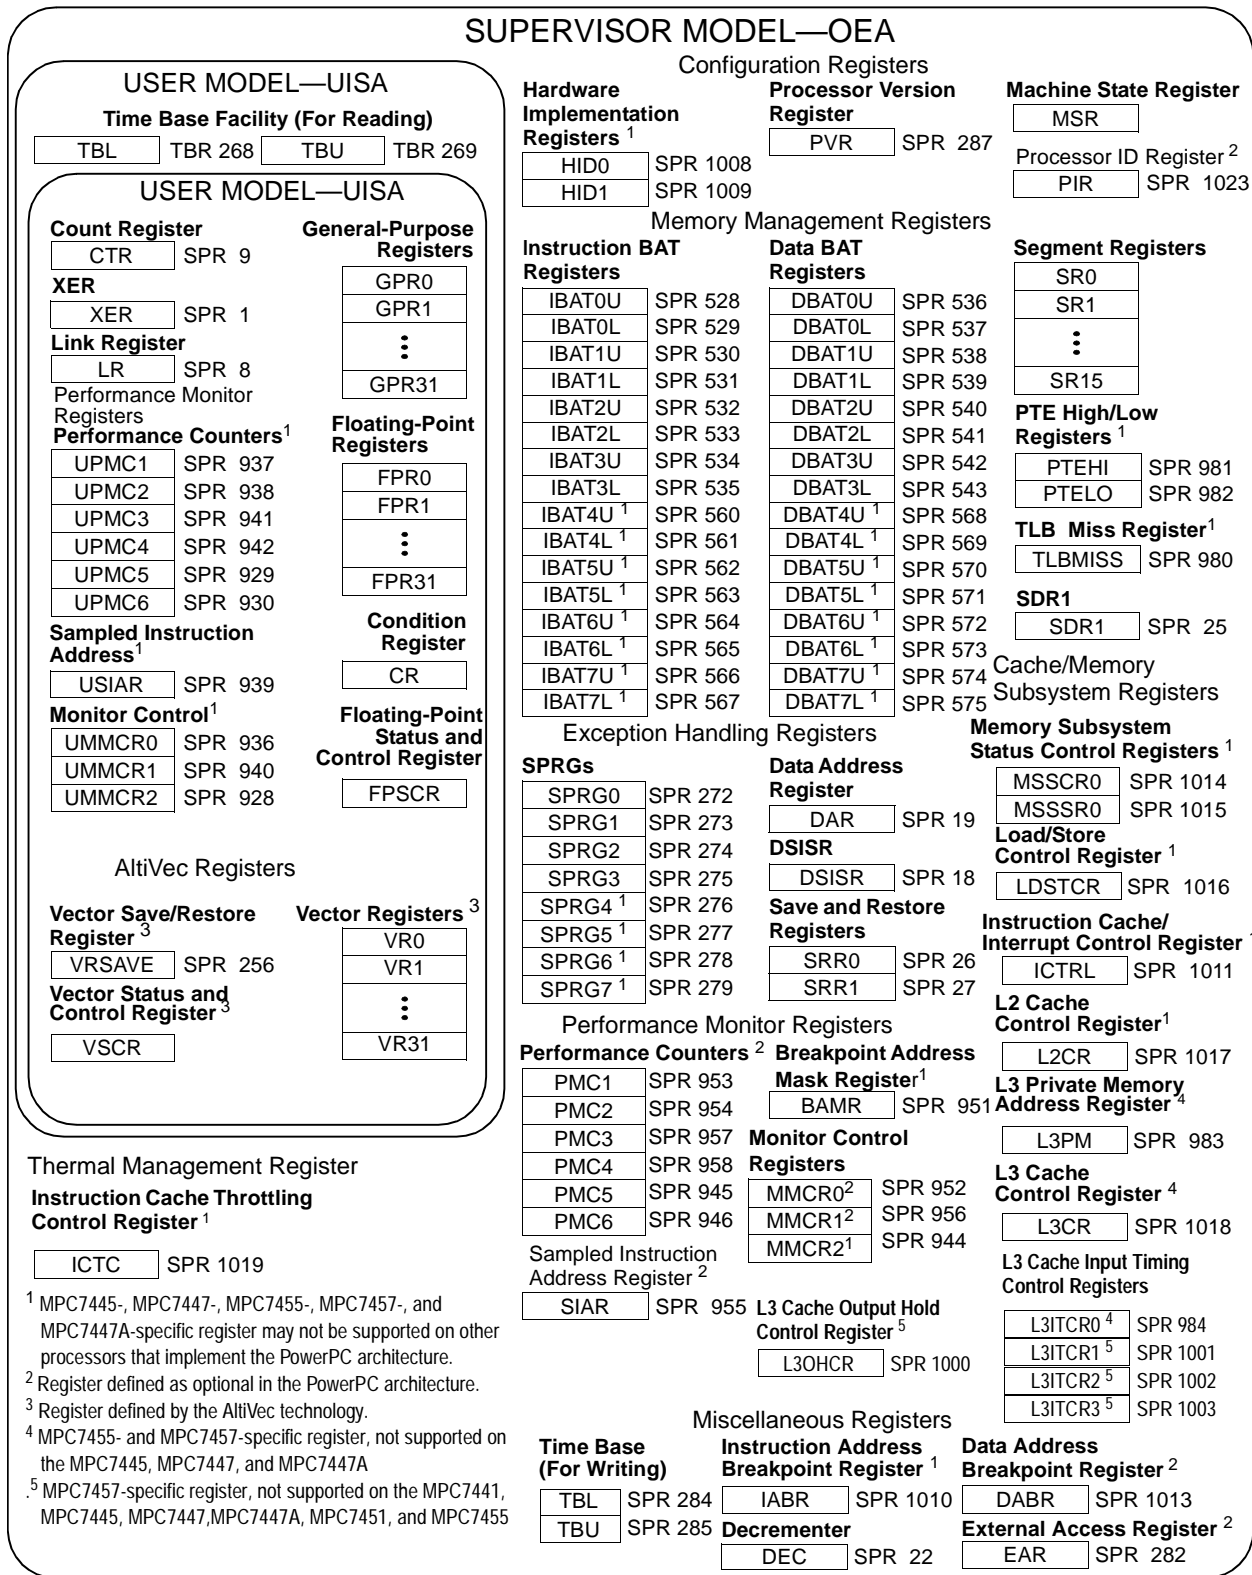 SUPERVISOR MODEL—OEA
USER MODEL—UISA
Time Base Facility (For Reading)
TBL TBR 268 TBU TBR 269
USER MODEL—UISA
Count Register
CTR SPR 9
XER
XER SPR 1
Link Register
LR SPR 8
Performance Monitor
Registers
Performance Counters1
UPMC1 SPR 937
UPMC2 SPR 938
UPMC3 SPR 941
UPMC4 SPR 942
UPMC5 SPR 929
UPMC6 SPR 930
Sampled Instruction
Address1
USIAR SPR 939
Monitor Control1
UMMCR0 SPR 936
UMMCR1 SPR 940
UMMCR2 SPR 928
General-Purpose
Registers
GPR0
GPR1
GPR31
Floating-Point
Registers
FPR0
FPR1
FPR31
Condition
Register
CR
Floating-Point
Status and
Control Register
FPSCR
AltiVec Registers
Vector Save/Restore
Register 3
VRSAVE SPR 256
Vector Status and
Control Register 3
VSCR
Vector Registers 3
VR0
VR1
VR31
Thermal Management Register
Instruction Cache Throttling
Control Register 1
ICTC SPR 1019
1 MPC7445-, MPC7447-, MPC7455-, MPC7457-, and
MPC7447A-specific register may not be supported on other
processors that implement the PowerPC architecture.
2 Register defined as optional in the PowerPC architecture.
3 Register defined by the AltiVec technology.
4 MPC7455- and MPC7457-specific register, not supported on
the MPC7445, MPC7447, and MPC7447A
.5 MPC7457-specific register, not supported on the MPC7441,
MPC7445, MPC7447,MPC7447A, MPC7451, and MPC7455
Configuration Registers
Hardware
Implementation
Registers 1
HID0 SPR 1008
HID1 SPR 1009
Processor Version
Register
PVR SPR 287
Machine State Register
MSR
Processor ID Register 2
PIR SPR 1023
Memory Management Registers
Instruction BAT
Registers
IBAT0U SPR 528
IBAT0L SPR 529
IBAT1U SPR 530
IBAT1L SPR 531
IBAT2U SPR 532
IBAT2L SPR 533
IBAT3U SPR 534
IBAT3L SPR 535
IBAT4U 1 SPR 560
IBAT4L 1 SPR 561
IBAT5U 1 SPR 562
IBAT5L 1 SPR 563
IBAT6U 1 SPR 564
IBAT6L 1 SPR 565
IBAT7U 1 SPR 566
IBAT7L 1 SPR 567
Data BAT
Registers
DBAT0U SPR 536
DBAT0L SPR 537
DBAT1U SPR 538
DBAT1L SPR 539
DBAT2U SPR 540
DBAT2L SPR 541
DBAT3U SPR 542
DBAT3L SPR 543
DBAT4U 1 SPR 568
DBAT4L 1 SPR 569
DBAT5U 1 SPR 570
DBAT5L 1 SPR 571
DBAT6U 1 SPR 572
DBAT6L 1 SPR 573
DBAT7U 1 SPR 574
DBAT7L 1 SPR 575
Segment Registers
SR0
SR1
SR15
PTE High/Low
Registers 1
PTEHI SPR 981
PTELO SPR 982
TLB Miss Register1
TLBMISS SPR 980
SDR1
SDR1 SPR 25
Exception Handling Registers
SPRGs
SPRG0 SPR 272
SPRG1 SPR 273
SPRG2 SPR 274
SPRG3 SPR 275
SPRG4 1 SPR 276
SPRG5 1 SPR 277
SPRG6 1 SPR 278
SPRG7 1 SPR 279
Data Address
Register
DAR SPR 19
DSISR
DSISR SPR 18
Save and Restore
Registers
SRR0 SPR 26
SRR1 SPR 27
Cache/Memory
Subsystem Registers
Memory Subsystem
Status Control Registers 1
MSSCR0 SPR 1014
MSSSR0 SPR 1015
Load/Store
Control Register 1
LDSTCR SPR 1016
Instruction Cache/
Interrupt Control Register 1
ICTRL SPR 1011
L2 Cache
Control Register1
L2CR SPR 1017
L3 Private Memory
Address Register 4
L3PM SPR 983
L3 Cache
Control Register 4
L3CR SPR 1018
L3 Cache Input Timing
Control Registers
L3ITCR0 4 SPR 984
L3ITCR1 5 SPR 1001
L3ITCR2 5 SPR 1002
L3ITCR3 5 SPR 1003
Performance Monitor Registers
Performance Counters 2
PMC1 SPR 953
PMC2 SPR 954
PMC3 SPR 957
PMC4 SPR 958
PMC5 SPR 945
PMC6 SPR 946
Sampled Instruction
Address Register 2
SIAR SPR 955
Breakpoint Address
Mask Register1
BAMR SPR 951
Monitor Control
Registers
MMCR02 SPR 952
MMCR12 SPR 956
MMCR21 SPR 944
L3 Cache Output Hold
Control Register 5
L3OHCR SPR 1000
Miscellaneous Registers
Time Base
(For Writing)
TBL SPR 284
TBU SPR 285
Instruction Address
Breakpoint Register 1
IABR SPR 1010
Decrementer
DEC SPR 22
Data Address
Breakpoint Register 2
DABR SPR 1013
External Access Register 2
EAR SPR 282